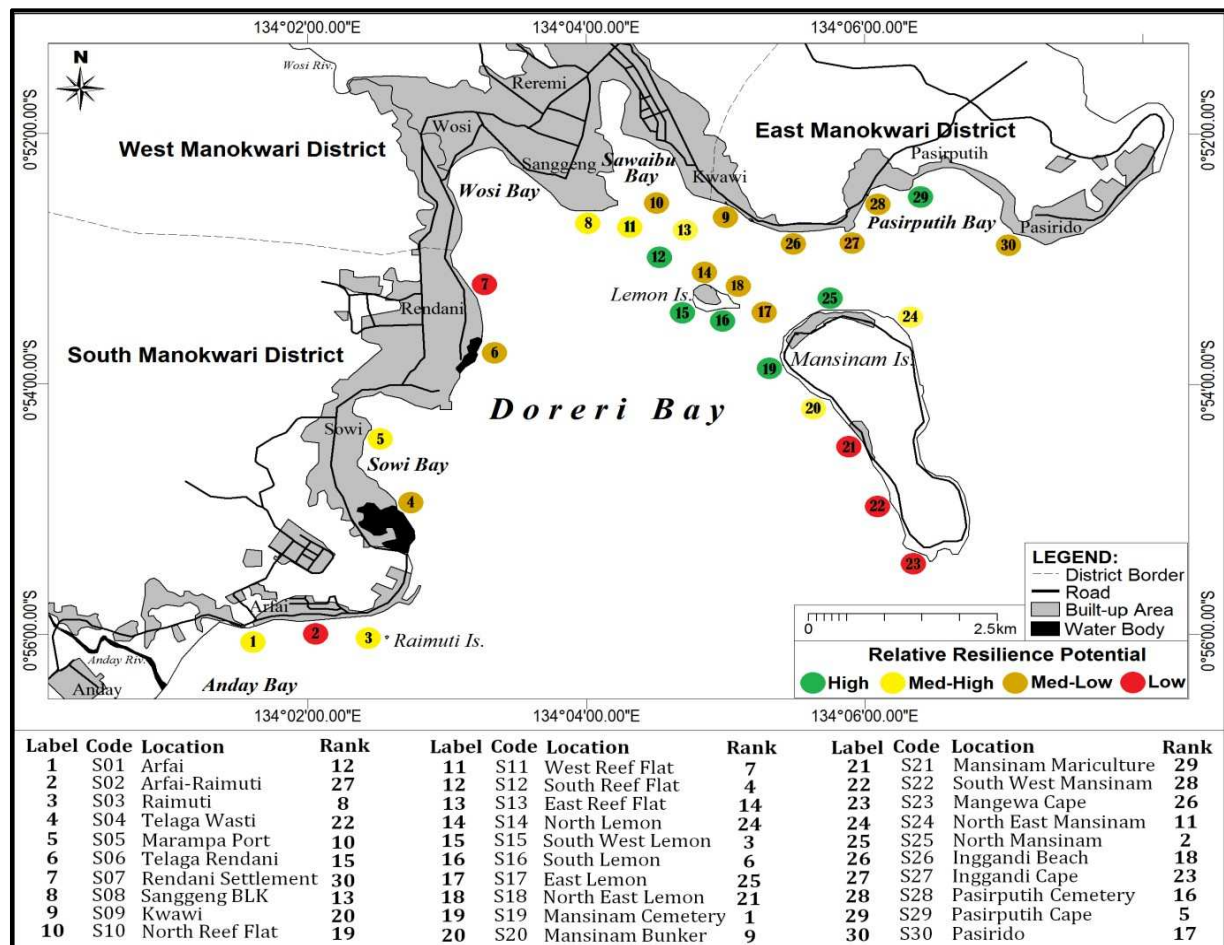 134°02'00.00"E 134°04'00.00"E 134°06'00.00"E
N
Wosi Riv.
Reremi
0°52'00.00"S
Wosi
West Manokwari District
East Manokwari District
0°52'00.00"S
Sanggeng
Sawaibu
Bay
Kwawi
Pasirputih
Wosi Bay
Pasirputih Bay
Pasirido
8 11 10 13 9 28 29
12 26 27 30
7
14 18
Lemon Is.
15 16 17
25 24
Rendani
South Manokwari District
6
Mansinam Is.
19
0°54'00.00"S
0°54'00.00"S
Doreri Bay
20
Sowi
5
Sowi Bay
21
4
22
23
Arfai
1 2 3
Raimuti Is.
0°56'00.00"S
0°56'00.00"S
Anday Riv.
Anday
Anday Bay
LEGEND:
District Border
Road
Built-up Area
Water Body
0 2.5km
Relative Resilience Potential
High Med-High Med-Low Low
134°02'00.00"E 134°04'00.00"E 134°06'00.00"E
Label Code Location Rank
1 S01 Arfai 12
2 S02 Arfai-Raimuti 27
3 S03 Raimuti 8
4 S04 Telaga Wasti 22
5 S05 Marampa Port 10
6 S06 Telaga Rendani 15
7 S07 Rendani Settlement 30
8 S08 Sanggeng BLK 13
9 S09 Kwawi 20
10 S10 North Reef Flat 19
Label Code Location Rank
11 S11 West Reef Flat 7
12 S12 South Reef Flat 4
13 S13 East Reef Flat 14
14 S14 North Lemon 24
15 S15 South West Lemon 3
16 S16 South Lemon 6
17 S17 East Lemon 25
18 S18 North East Lemon 21
19 S19 Mansinam Cemetery 1
20 S20 Mansinam Bunker 9
Label Code Location Rank
21 S21 Mansinam Mariculture 29
22 S22 South West Mansinam 28
23 S23 Mangewa Cape 26
24 S24 North East Mansinam 11
25 S25 North Mansinam 2
26 S26 Inggandi Beach 18
27 S27 Inggandi Cape 23
28 S28 Pasirputih Cemetery 16
29 S29 Pasirputih Cape 5
30 S30 Pasirido 17